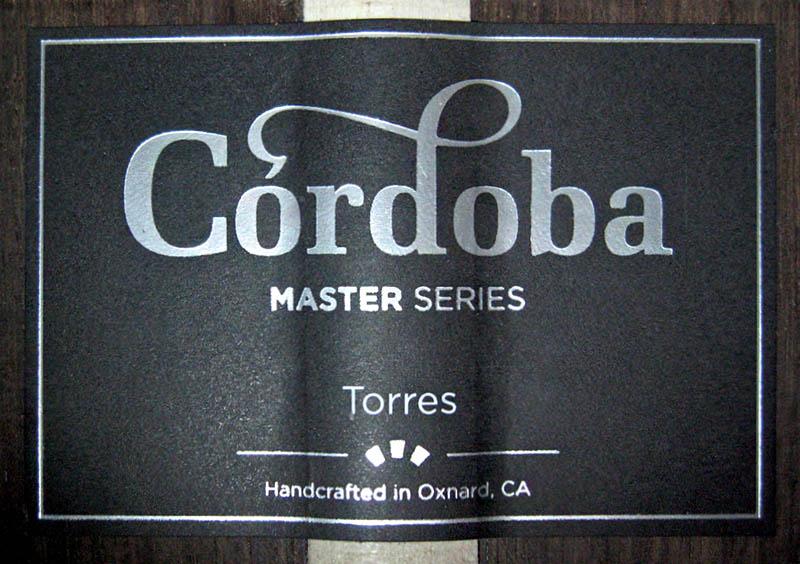 Córdoba
MASTER SERIES
Torres
Handcrafted in Oxnard, CA